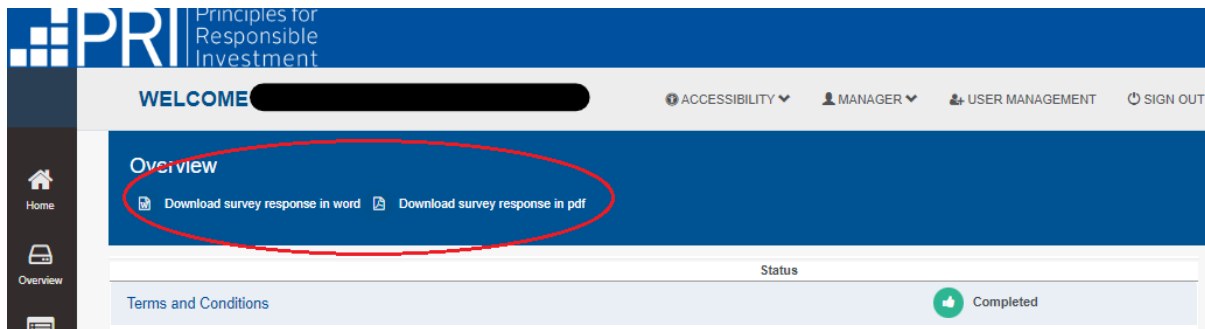 PRI
Principles for
Responsible
Investment
WELCOME
ACCESSIBILITY MANAGER USER MANAGEMENT SIGN OUT
Overview
Download survey response in word Download survey response in pdf
Home
Overview
Status
Terms and Conditions Completed